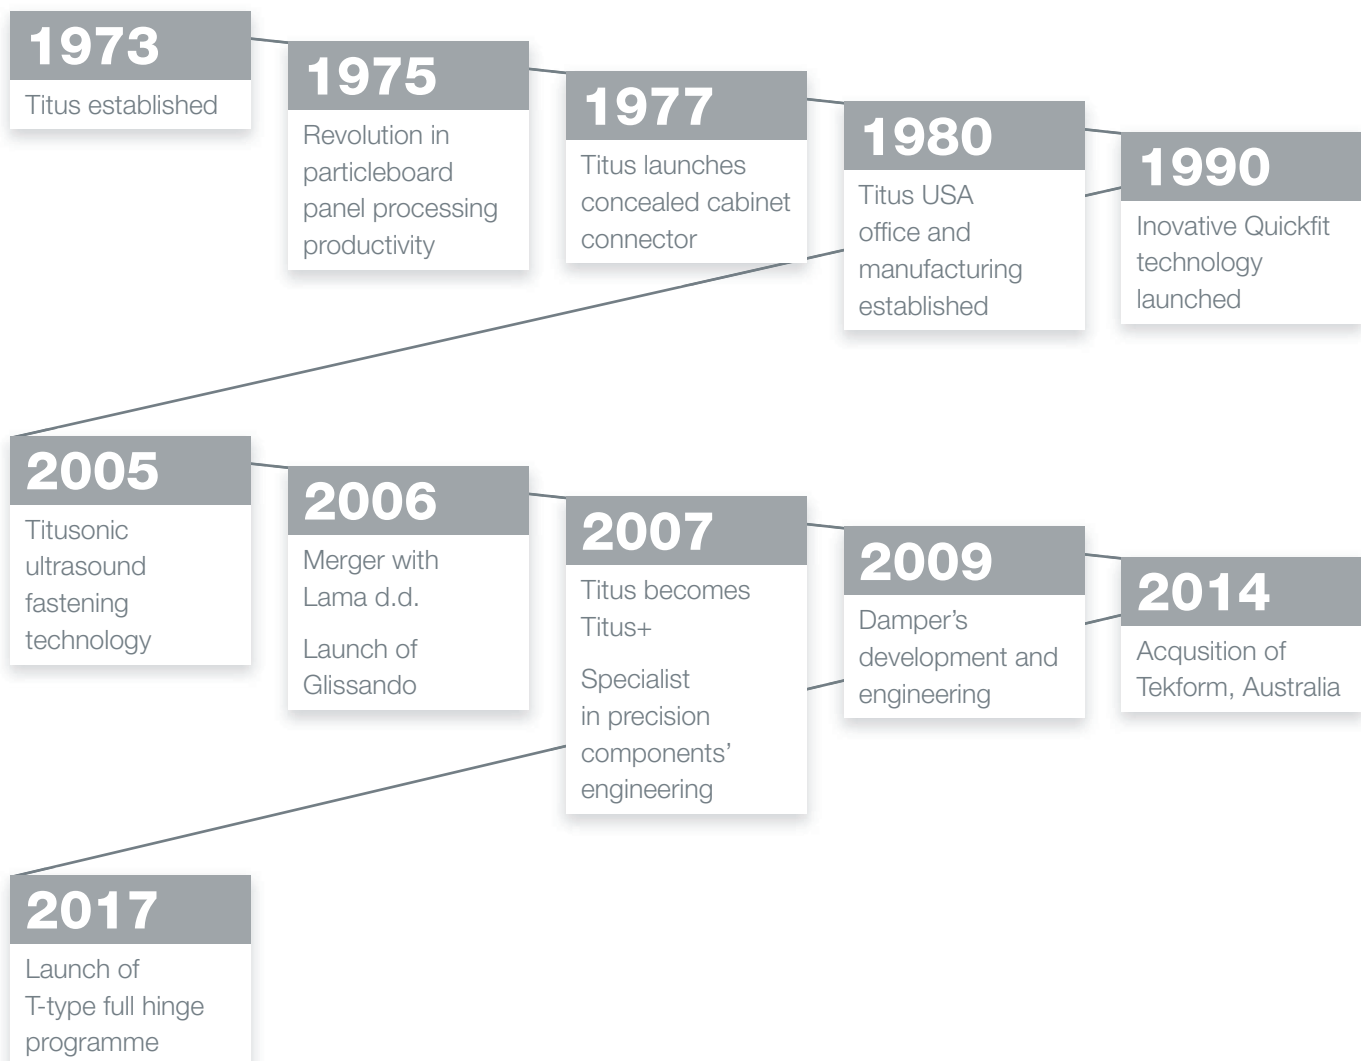 1973
Titus established
1975
Revolution in
particleboard
panel processing
productivity
1977
Titus launches
concealed cabinet
connector
1980
Titus USA
office and
manufacturing
established
1990
Inovative Quickfit
technology
launched
2005
Titusonic
ultrasound
fastening
technology
2006
Merger with
Lama d.d.
Launch of
Glissando
2007
Titus becomes
Titus+
Specialist
in precision
components’
engineering
2009
Damper’s
development and
engineering
2014
Acqusition of
Tekform, Australia
2017
Launch of
T-type full hinge
programme